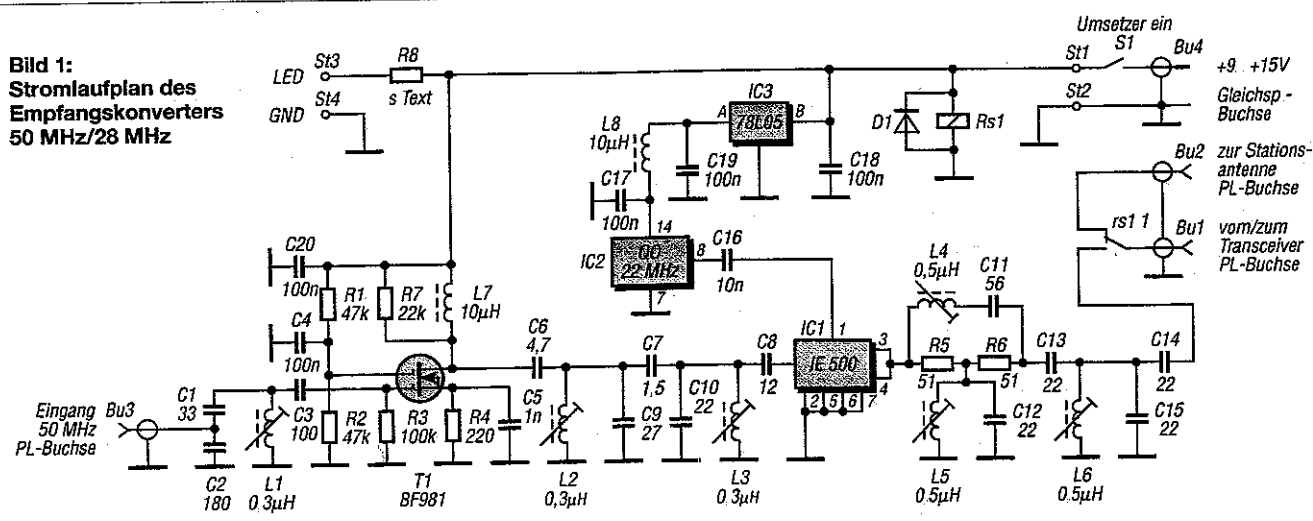 Bild 1:
Stromlaufplan des
Empfangskonverters
50 MHz/28 MHz
LED
St3
R8
s Text
GND
St4
Umsetzer ein
St1
S1
Bu4
+9. +15V
St2
Gleichsp.-
Buchse
IC3
A
78L05
B
L8
10µH
C19
100n
C18
100n
D1
Rs1
C17
100n
Bu2
zur Stations-
antenne
PL-Buchse
rs1 1
Bu1
vom/zum
Transceiver
PL-Buchse
14
IC2
QO
22 MHz
8
7
C16
10n
C20
100n
R1
47k
R7
22k
L7
10µH
C4
100n
C6
4,7
C7
1,5
C8
12
IC1
1
IE 500
3
4
2
5
6
7
L4
0,5µH
C11
56
R5
51
R6
51
C13
22
C14
22
Eingang
50 MHz
PL-Buchse
Bu3
C1
33
C2
180
L1
0,3µH
C3
100
R2
47k
R3
100k
R4
220
C5
1n
T1
BF981
L2
0,3µH
C9
27
C10
22
L3
0,3µH
L5
0,5µH
C12
22
L6
0,5µH
C15
22